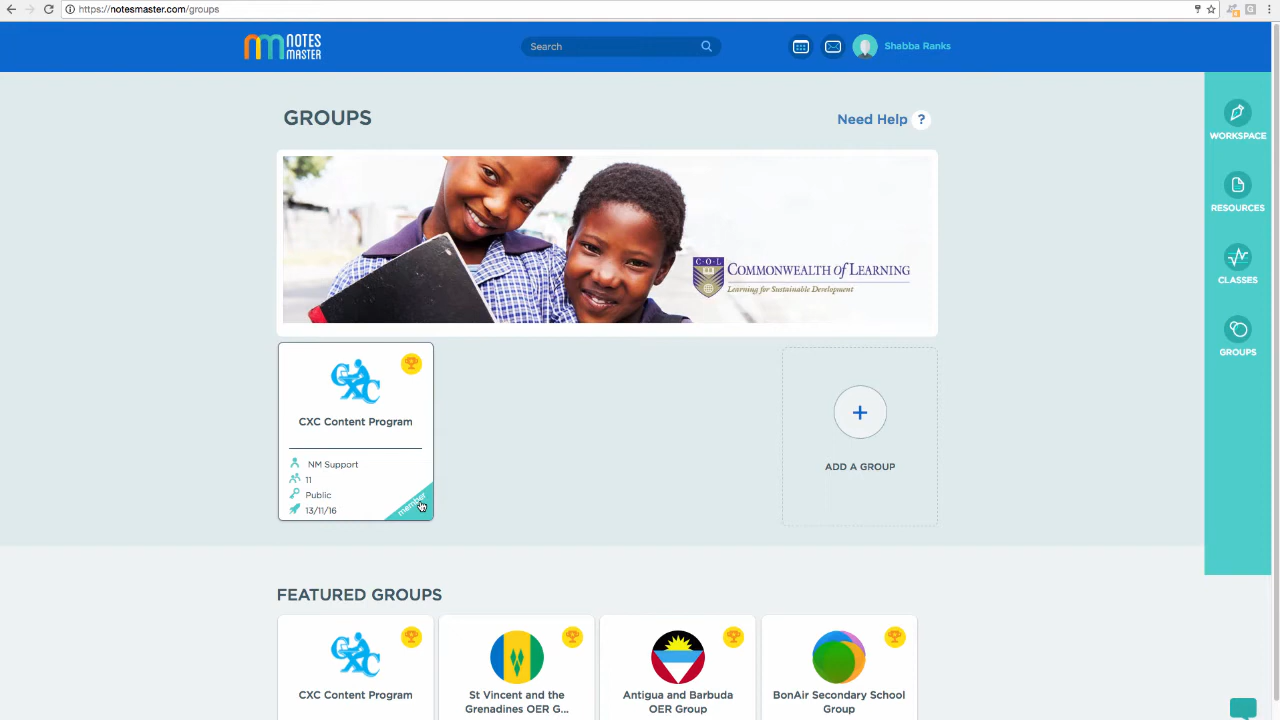 https://notesmaster.com/groups
NOTES
MASTER
Search
Shabba Ranks
GROUPS
Need Help ?
WORKSPACE
RESOURCES
CLASSES
GROUPS
C·O·L
COMMONWEALTH of LEARNING
Learning for Sustainable Development
CXC
CXC Content Program
NM Support
11
Public
13/11/16
member
+
ADD A GROUP
FEATURED GROUPS
CXC
CXC Content Program
St Vincent and the
Grenadines OER G...
Antigua and Barbuda
OER Group
BonAir Secondary School
Group